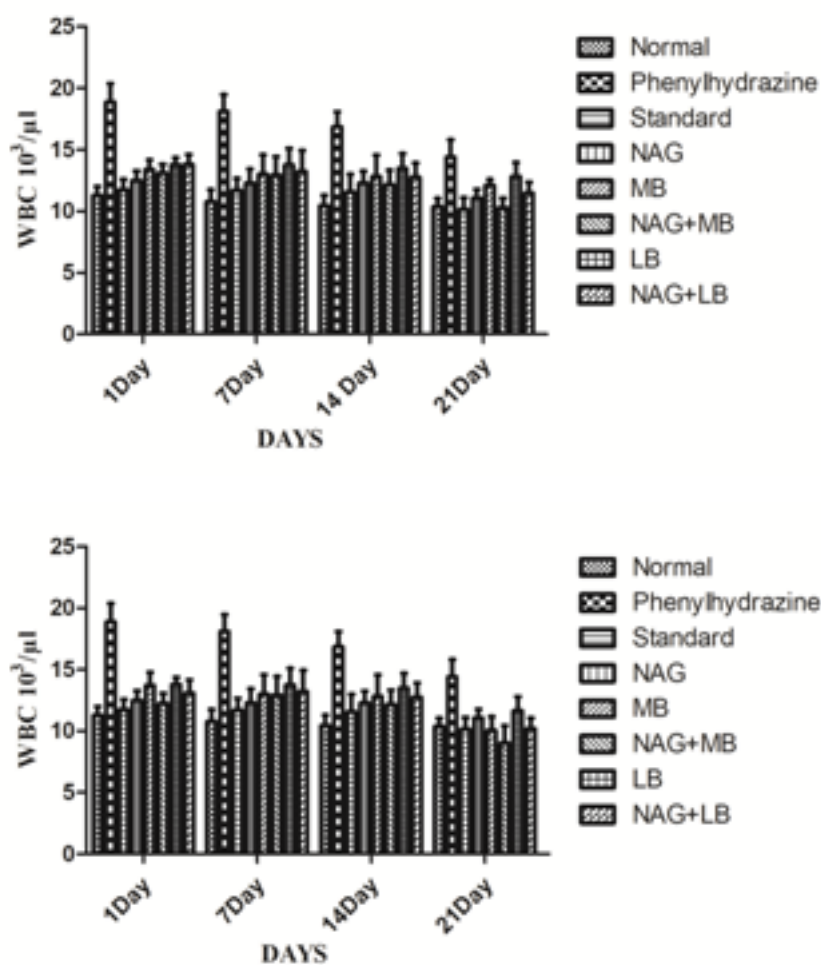 25
20
15
10
5
0
WBC 10³/µl
1Day
7Day
14 Day
21Day
DAYS
Normal
Phenylhydrazine
Standard
NAG
MB
NAG+MB
LB
NAG+LB
25
20
15
10
5
0
WBC 10³/µl
1Day
7Day
14Day
21Day
DAYS
Normal
Phenylhydrazine
Standard
NAG
MB
NAG+MB
LB
NAG+LB